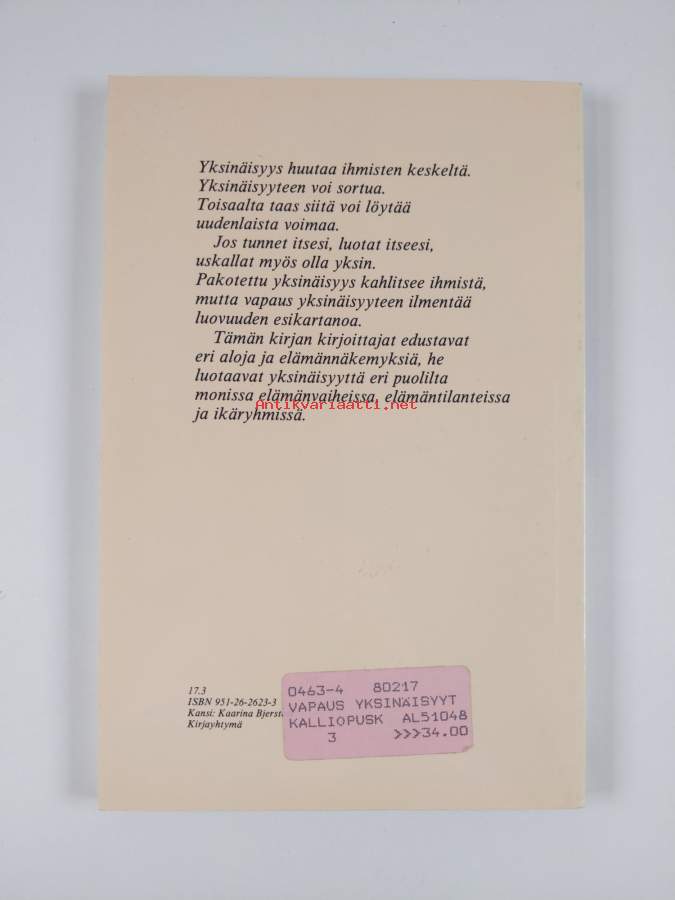 Yksinäisyys huutaa ihmisten keskeltä.
Yksinäisyyteen voi sortua.
Toisaalta taas siitä voi löytää
uudenlaista voimaa.
Jos tunnet itsesi, luotat itseesi,
uskallat myös olla yksin.
Pakotettu yksinäisyys kahlitsee ihmistä,
mutta vapaus yksinäisyyteen ilmentää
luovuuden esikartanoa.
Tämän kirjan kirjoittajat edustavat
eri aloja ja elämännäkemyksiä, he
luotaavat yksinäisyyttä eri puolilta
monissa elämänvaiheissa, elämäntilanteissa
Antikvariaatti.net
ja ikäryhmissä.
17.3
ISBN 951-26-2623-3
Kansi: Kaarina
Kirjayhtymä
0463-4 80217
VAPAUS YKSINÄISYYT
KALLIOPUSK AL51048
3 >>>34.00